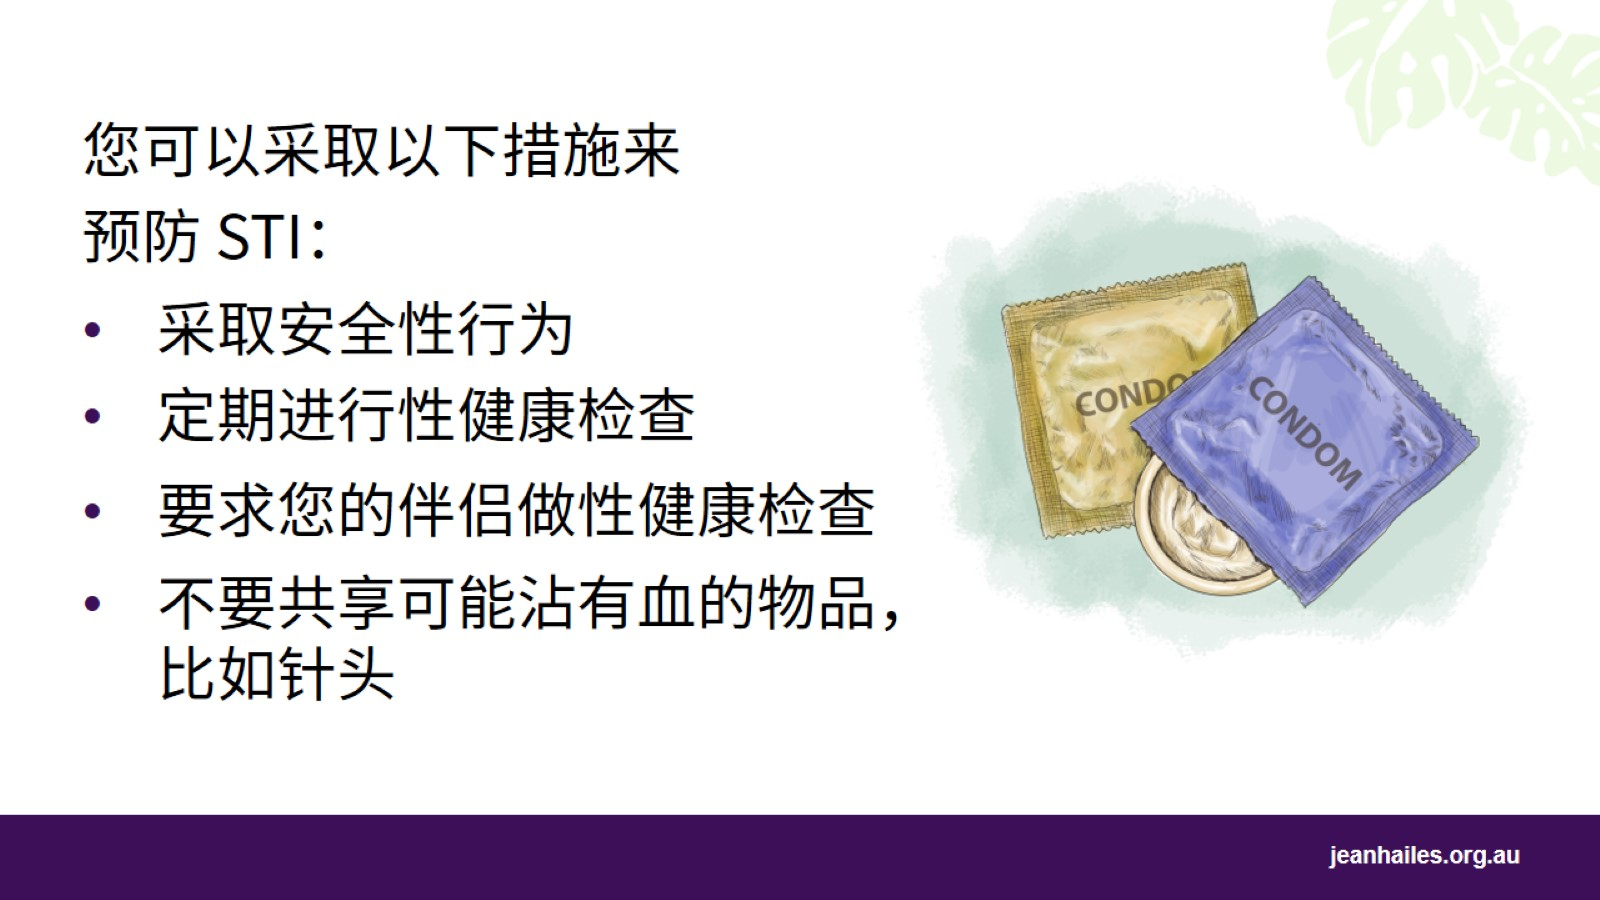 您可以采取以下措施来
预防 STI：
• 采取安全性行为
• 定期进行性健康检查
• 要求您的伴侣做性健康检查
• 不要共享可能沾有血的物品，
比如针头
CONDO
CONDOM
jeanhailes.org.au